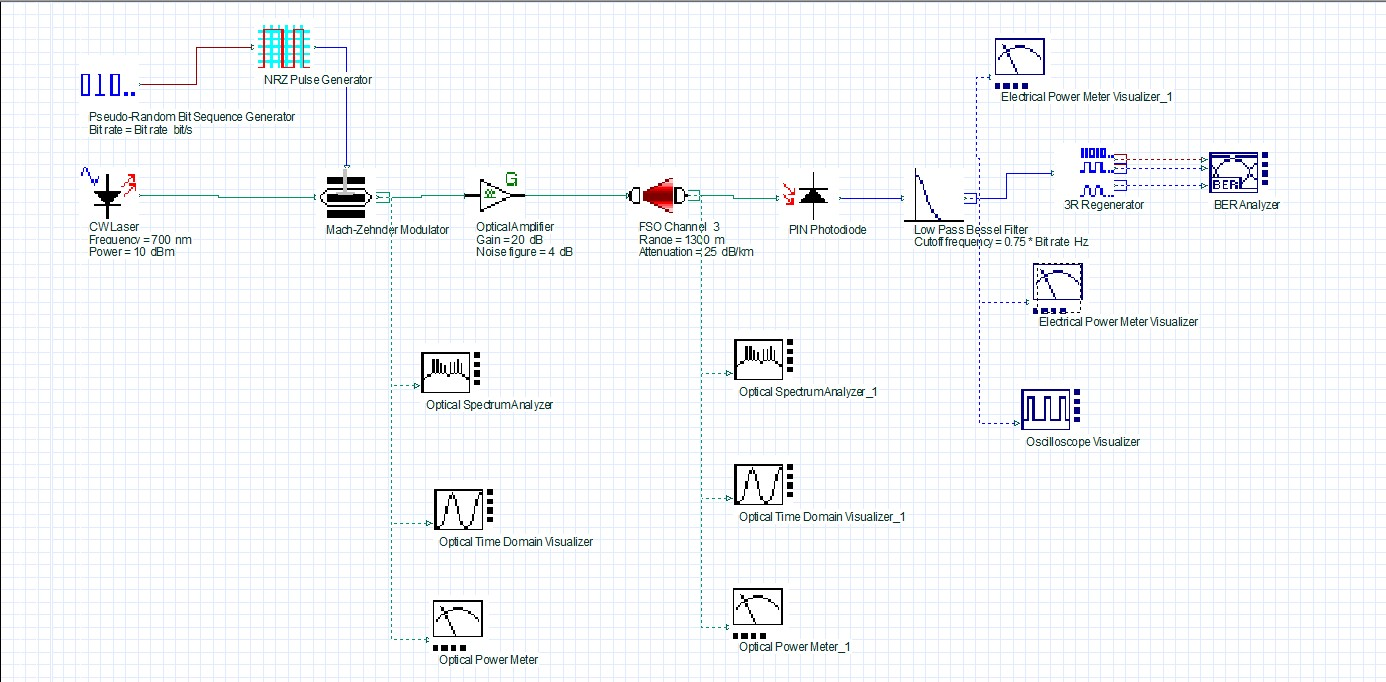 NRZ Pulse Generator
010..
Pseudo-Random Bit Sequence Generator
Bit rate = Bit rate bit/s
Electrical Power Meter Visualizer_1
CW Laser
Frequency = 700 nm
Power = 10 dBm
Mach-Zehnder Modulator
G
Optical Amplifier
Gain = 20 dB
Noise figure = 4 dB
FSO Channel 3
Range = 1300 m
Attenuation = 25 dB/km
PIN Photodiode
Low Pass Bessel Filter
Cutoff frequency = 0.75 * Bit rate Hz
3R Regenerator
BER
BER Analyzer
Electrical Power Meter Visualizer
Optical Spectrum Analyzer
Optical Spectrum Analyzer_1
Oscilloscope Visualizer
Optical Time Domain Visualizer
Optical Time Domain Visualizer_1
Optical Power Meter
Optical Power Meter_1